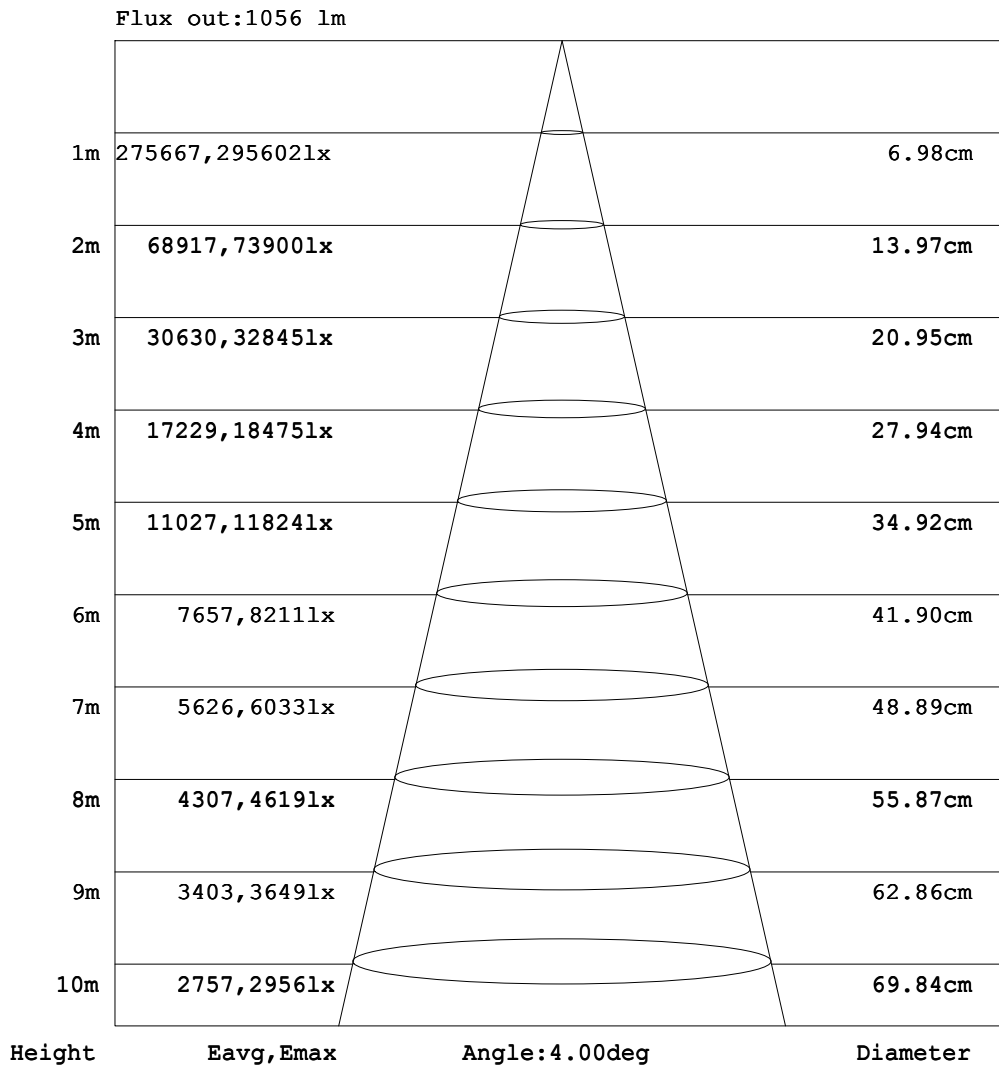 Flux out:1056 lm
1m 275667,295602lx 6.98cm
2m 68917,73900lx 13.97cm
3m 30630,32845lx 20.95cm
4m 17229,18475lx 27.94cm
5m 11027,11824lx 34.92cm
6m 7657,8211lx 41.90cm
7m 5626,6033lx 48.89cm
8m 4307,4619lx 55.87cm
9m 3403,3649lx 62.86cm
10m 2757,2956lx 69.84cm
Height Eavg,Emax Angle:4.00deg Diameter